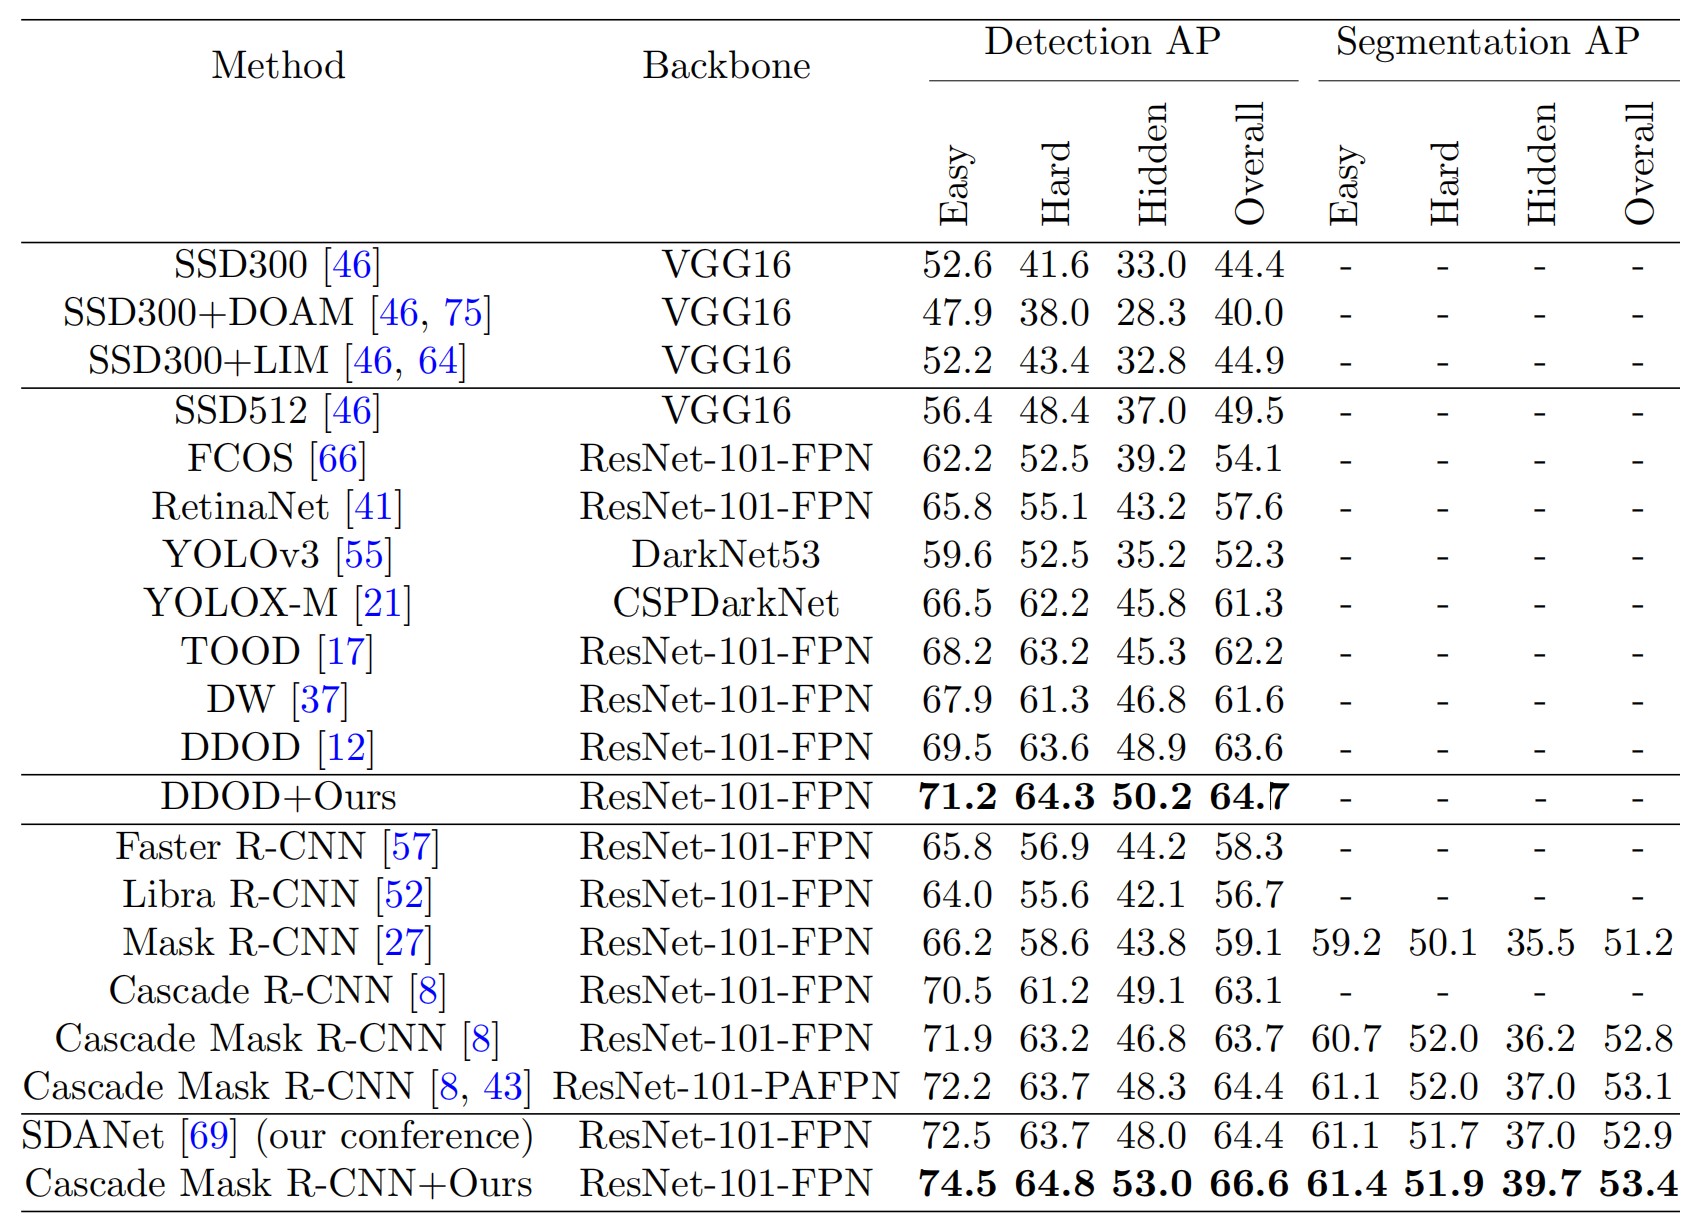 Method Backbone Detection AP Segmentation AP
Easy Hard Hidden Overall Easy Hard Hidden Overall
SSD300 [46] VGG16 52.6 41.6 33.0 44.4 - - - -
SSD300+DOAM [46, 75] VGG16 47.9 38.0 28.3 40.0 - - - -
SSD300+LIM [46, 64] VGG16 52.2 43.4 32.8 44.9 - - - -
SSD512 [46] VGG16 56.4 48.4 37.0 49.5 - - - -
FCOS [66] ResNet-101-FPN 62.2 52.5 39.2 54.1 - - - -
RetinaNet [41] ResNet-101-FPN 65.8 55.1 43.2 57.6 - - - -
YOLOv3 [55] DarkNet53 59.6 52.5 35.2 52.3 - - - -
YOLOX-M [21] CSPDarkNet 66.5 62.2 45.8 61.3 - - - -
TOOD [17] ResNet-101-FPN 68.2 63.2 45.3 62.2 - - - -
DW [37] ResNet-101-FPN 67.9 61.3 46.8 61.6 - - - -
DDOD [12] ResNet-101-FPN 69.5 63.6 48.9 63.6 - - - -
DDOD+Ours ResNet-101-FPN 71.2 64.3 50.2 64.7 - - - -
Faster R-CNN [57] ResNet-101-FPN 65.8 56.9 44.2 58.3 - - - -
Libra R-CNN [52] ResNet-101-FPN 64.0 55.6 42.1 56.7 - - - -
Mask R-CNN [27] ResNet-101-FPN 66.2 58.6 43.8 59.1 59.2 50.1 35.5 51.2
Cascade R-CNN [8] ResNet-101-FPN 70.5 61.2 49.1 63.1 - - - -
Cascade Mask R-CNN [8] ResNet-101-FPN 71.9 63.2 46.8 63.7 60.7 52.0 36.2 52.8
Cascade Mask R-CNN [8, 43] ResNet-101-PAFPN 72.2 63.7 48.3 64.4 61.1 52.0 37.0 53.1
SDANet [69] (our conference) ResNet-101-FPN 72.5 63.7 48.0 64.4 61.1 51.7 37.0 52.9
Cascade Mask R-CNN+Ours ResNet-101-FPN 74.5 64.8 53.0 66.6 61.4 51.9 39.7 53.4